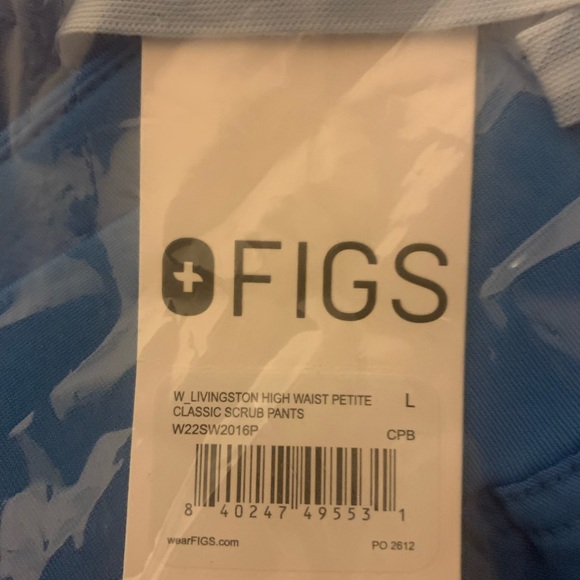 FIGS
W_LIVINGSTON HIGH WAIST PETITE L
CLASSIC SCRUB PANTS
W22SW2016P CPB
8 40247 49553 1
wearFIGS.com PO 2612